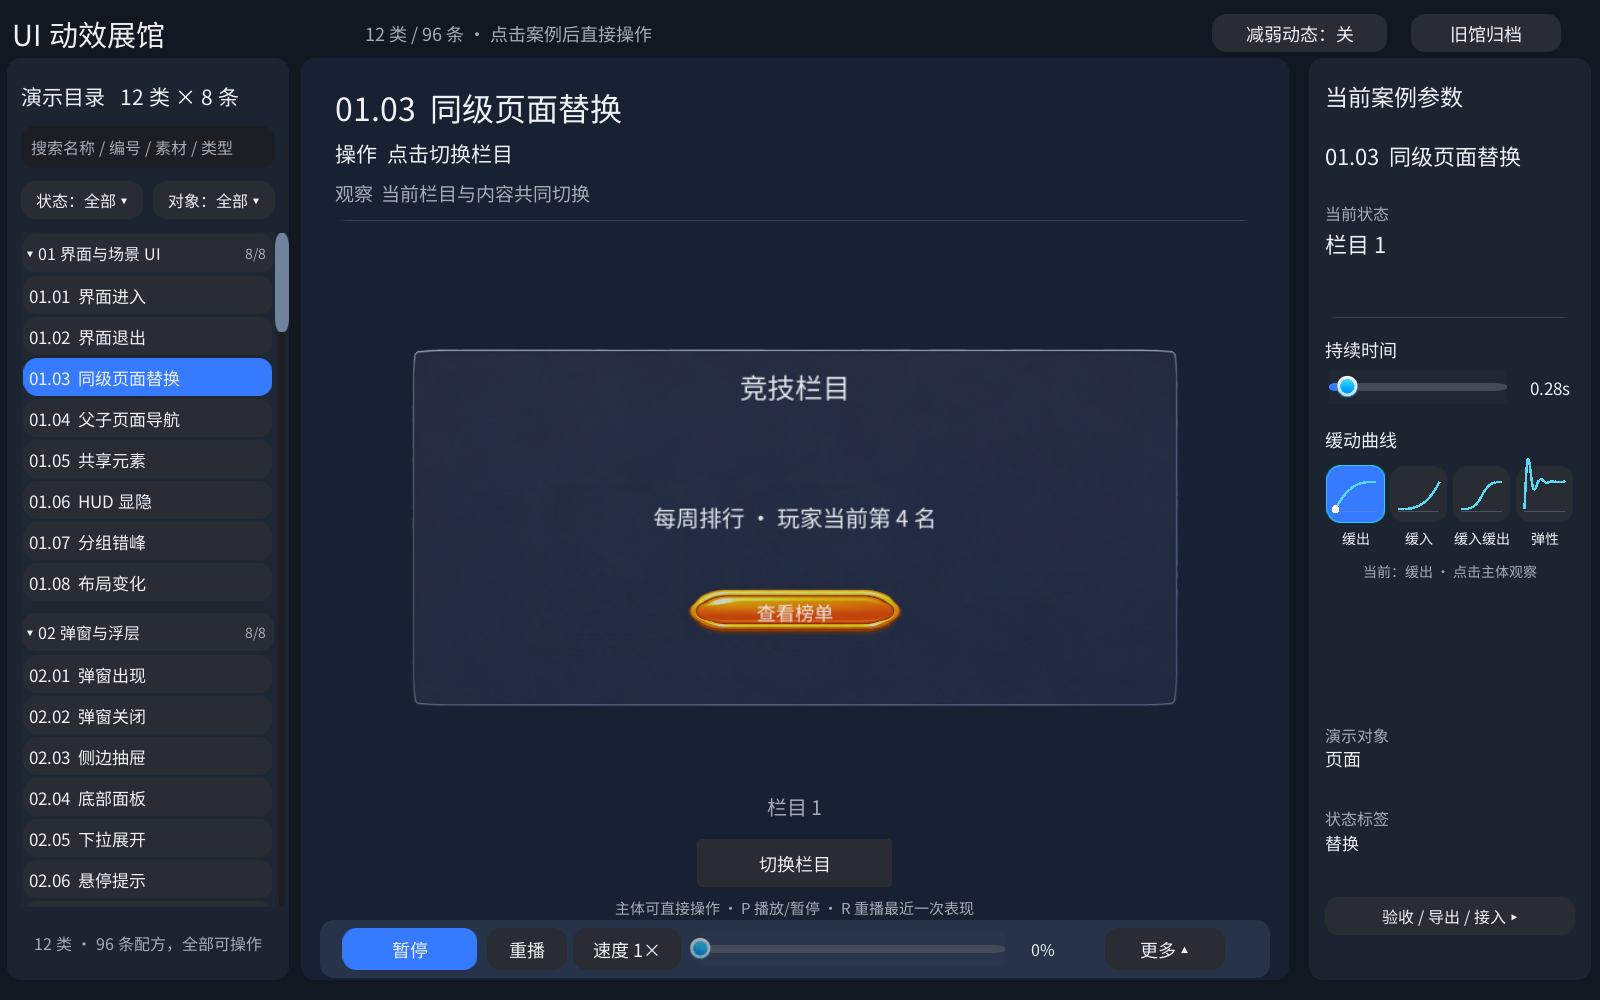 UI 动效展馆
12 类 / 96 条 · 点击案例后直接操作
减弱动态：关
旧馆归档
演示目录 12 类 × 8 条
搜索名称 / 编号 / 素材 / 类型
状态：全部 ▾
对象：全部 ▾
▾ 01 界面与场景 UI 8/8
01.01 界面进入
01.02 界面退出
01.03 同级页面替换
01.04 父子页面导航
01.05 共享元素
01.06 HUD 显隐
01.07 分组错峰
01.08 布局变化
▾ 02 弹窗与浮层 8/8
02.01 弹窗出现
02.02 弹窗关闭
02.03 侧边抽屉
02.04 底部面板
02.05 下拉展开
02.06 悬停提示
12 类 · 96 条配方，全部可操作
01.03 同级页面替换
操作 点击切换栏目
观察 当前栏目与内容共同切换
竞技栏目
每周排行 · 玩家当前第 4 名
查看榜单
栏目 1
切换栏目
主体可直接操作 · P 播放/暂停 · R 重播最近一次表现
暂停
重播
速度 1×
0%
更多 ▴
当前案例参数
01.03 同级页面替换
当前状态
栏目 1
持续时间
0.28s
缓动曲线
缓出 缓入 缓入缓出 弹性
当前：缓出 · 点击主体观察
演示对象
页面
状态标签
替换
验收 / 导出 / 接入 ▸